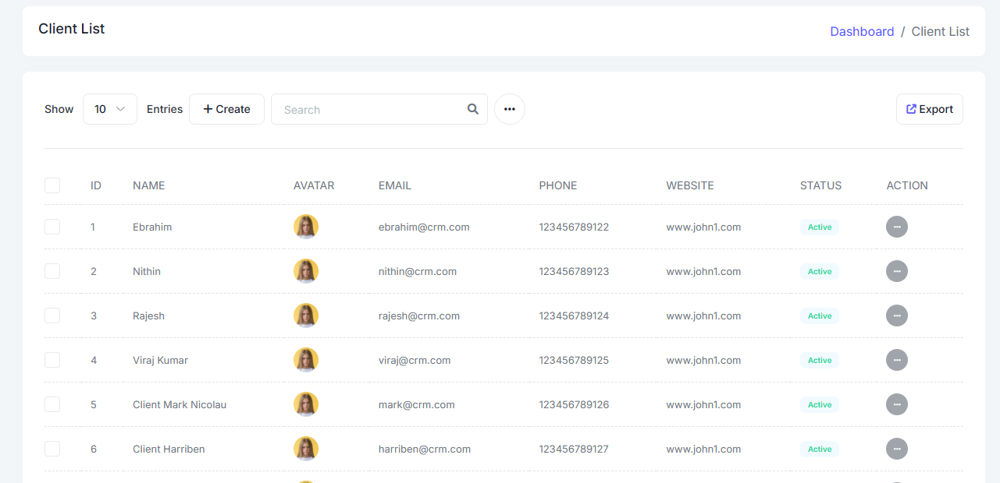 Client List
Dashboard / Client List
Show 10 Entries + Create Search ••• Export
ID NAME AVATAR EMAIL PHONE WEBSITE STATUS ACTION
1 Ebrahim ebrahim@crm.com 123456789122 www.john1.com Active
2 Nithin nithin@crm.com 123456789123 www.john1.com Active
3 Rajesh rajesh@crm.com 123456789124 www.john1.com Active
4 Viraj Kumar viraj@crm.com 123456789125 www.john1.com Active
5 Client Mark Nicolau mark@crm.com 123456789126 www.john1.com Active
6 Client Harriben harriben@crm.com 123456789127 www.john1.com Active